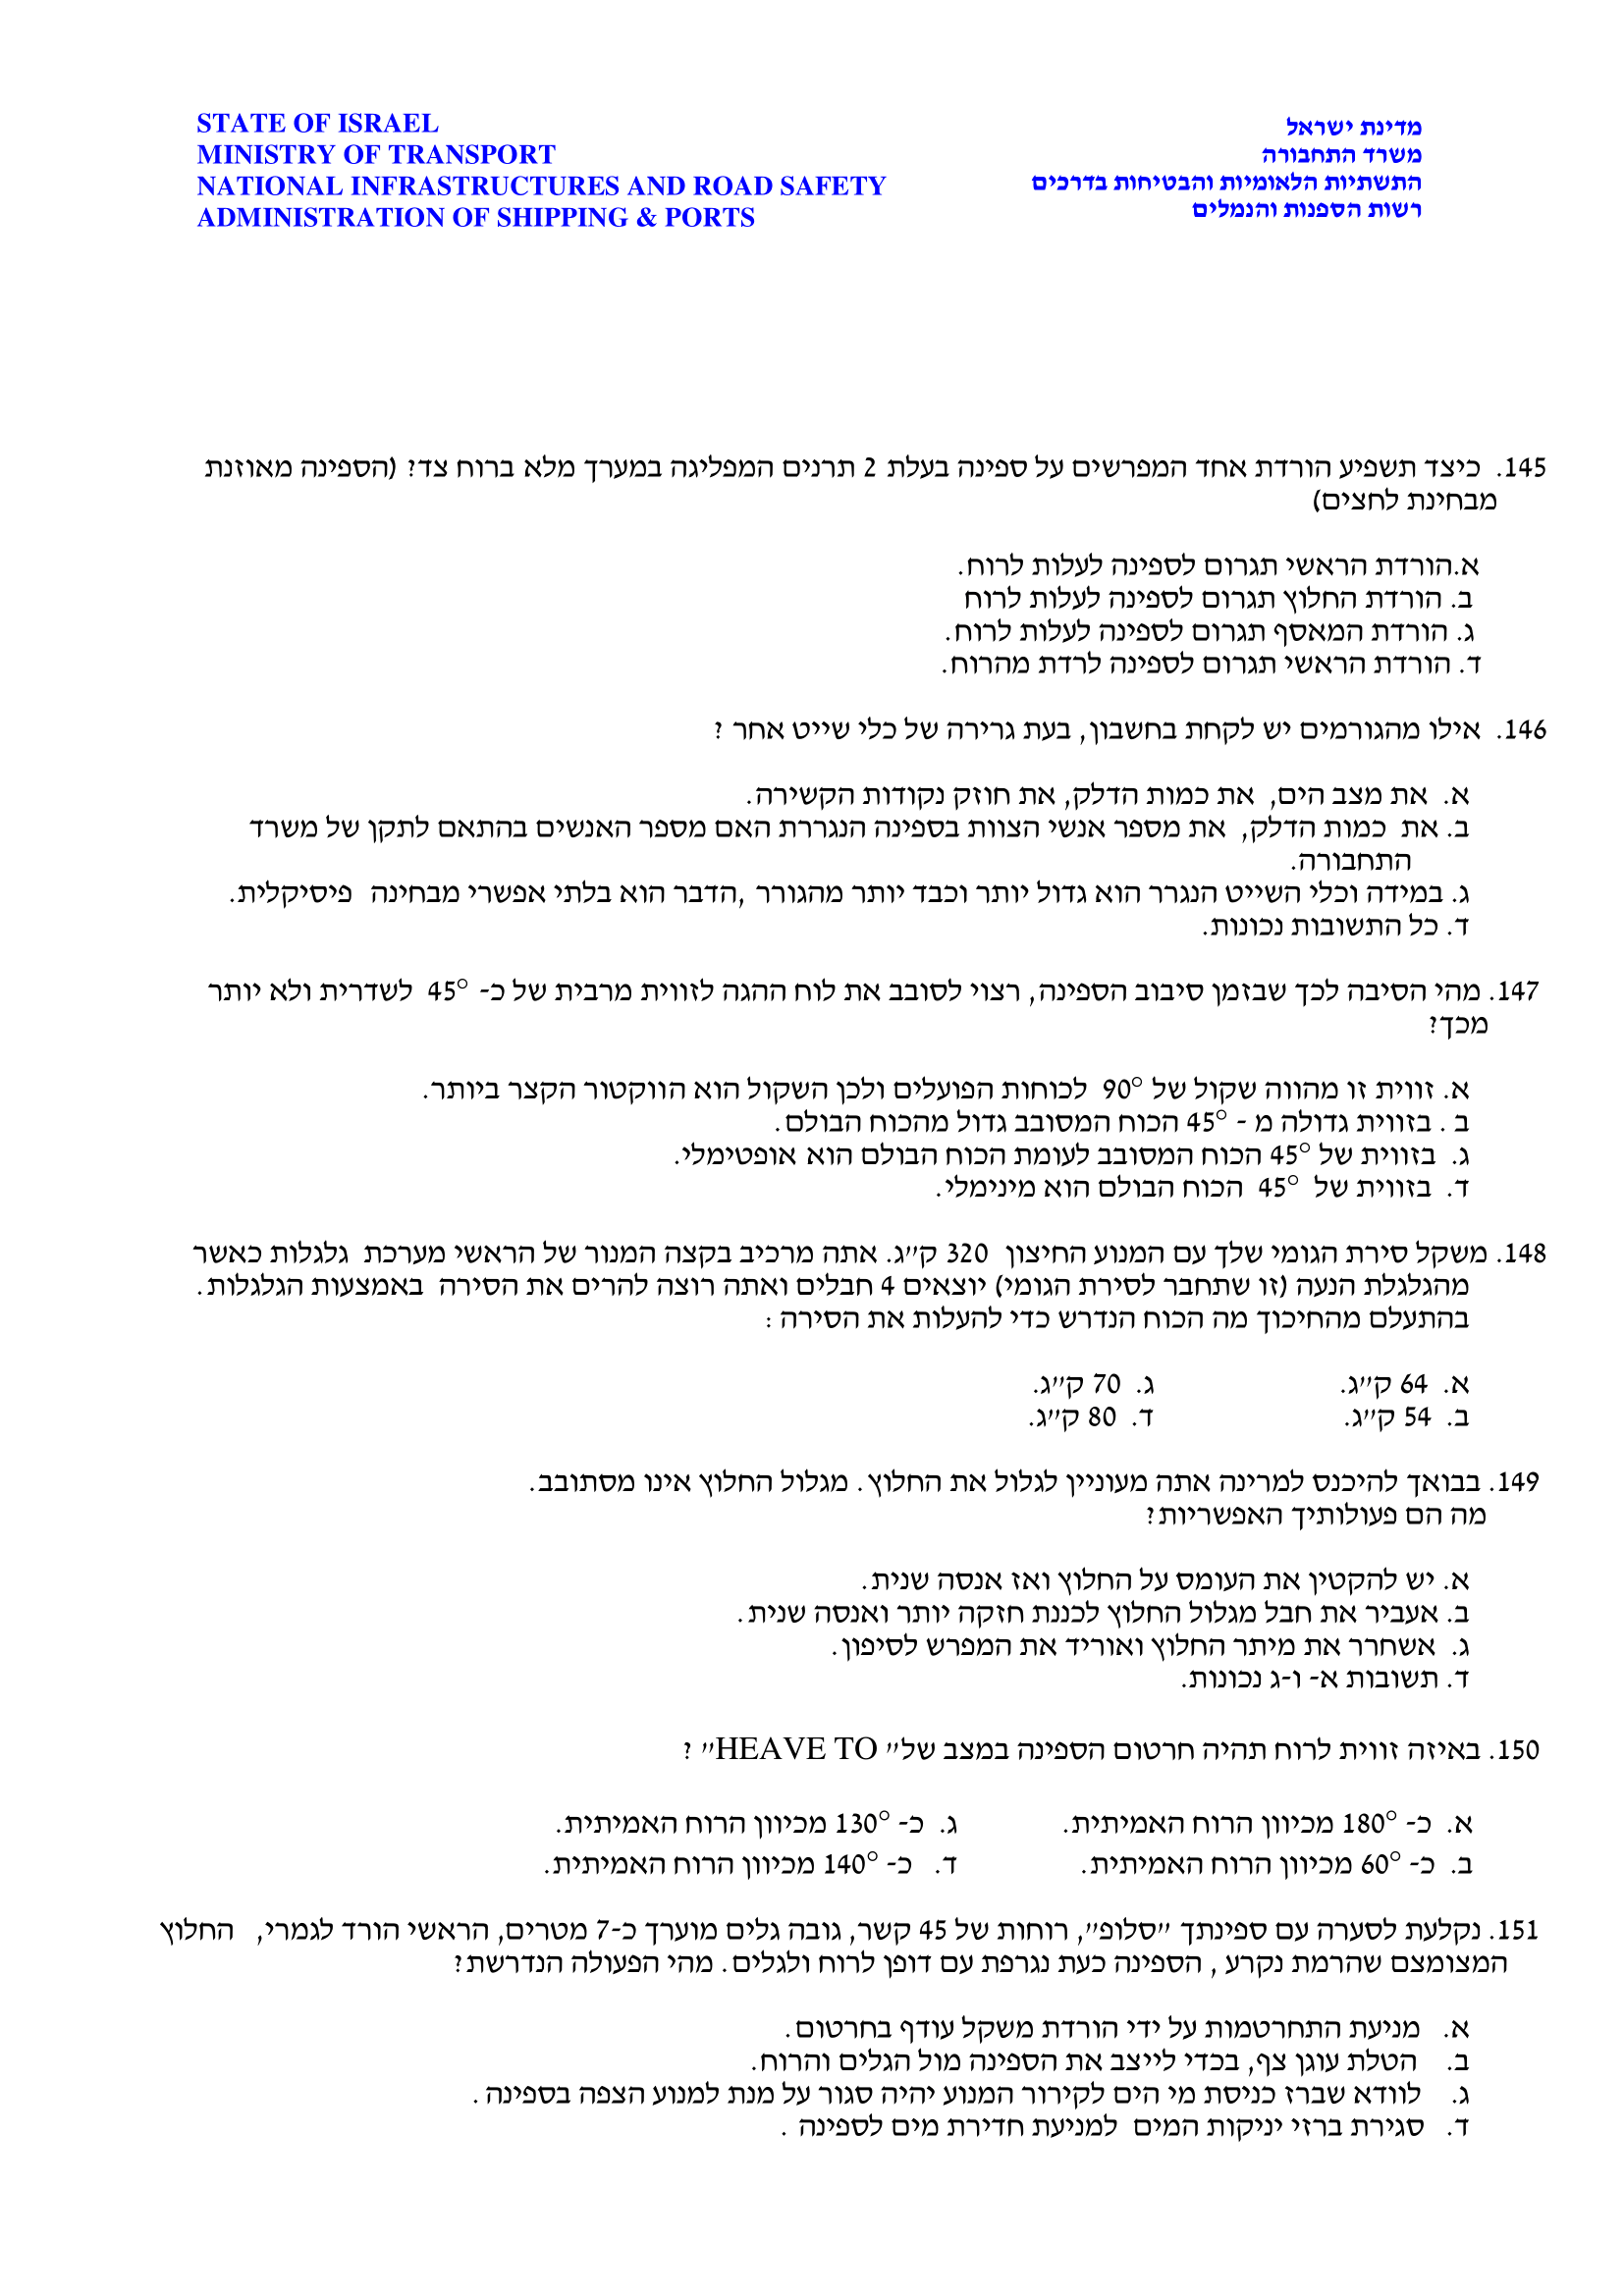 STATE OF ISRAEL
MINISTRY OF TRANSPORT
NATIONAL INFRASTRUCTURES AND ROAD SAFETY
ADMINISTRATION OF SHIPPING & PORTS
מדינת ישראל
משרד התחבורה
התשתיות הלאומיות והבטיחות בדרכים
רשות הספנות והנמלים
145. כיצד תשפיע הורדת אחד המפרשים על ספינה בעלת 2 תרנים המפליגה במערך מלא ברוח צד? (הספינה מאוזנת
מבחינת לחצים)
א.הורדת הראשי תגרום לספינה לעלות לרוח.
ב. הורדת החלוץ תגרום לספינה לעלות לרוח
ג. הורדת המאסף תגרום לספינה לעלות לרוח.
ד. הורדת הראשי תגרום לספינה לרדת מהרוח.
146. אילו מהגורמים יש לקחת בחשבון, בעת גרירה של כלי שייט אחר ?
א. את מצב הים, את כמות הדלק, את חוזק נקודות הקשירה.
ב. את כמות הדלק, את מספר אנשי הצוות בספינה הנגררת האם מספר האנשים בהתאם לתקן של משרד
התחבורה.
ג. במידה וכלי השייט הנגרר הוא גדול יותר וכבד יותר מהגורר ,הדבר הוא בלתי אפשרי מבחינה פיסיקלית.
ד. כל התשובות נכונות.
147. מהי הסיבה לכך שבזמן סיבוב הספינה, רצוי לסובב את לוח ההגה לזווית מרבית של כ- 45° לשדרית ולא יותר
מכך?
א. זווית זו מהווה שקול של 90° לכוחות הפועלים ולכן השקול הוא הווקטור הקצר ביותר.
ב . בזווית גדולה מ - 45° הכוח המסובב גדול מהכוח הבולם.
ג. בזווית של 45° הכוח המסובב לעומת הכוח הבולם הוא אופטימלי.
ד. בזווית של 45° הכוח הבולם הוא מינימלי.
148. משקל סירת הגומי שלך עם המנוע החיצון 320 ק״ג. אתה מרכיב בקצה המנור של הראשי מערכת גלגלות כאשר
מהגלגלת הנעה (זו שתחבר לסירת הגומי) יוצאים 4 חבלים ואתה רוצה להרים את הסירה באמצעות הגלגלות.
בהתעלם מהחיכוך מה הכוח הנדרש כדי להעלות את הסירה :
א. 64 ק״ג. ג. 70 ק״ג.
ב. 54 ק״ג. ד. 80 ק״ג.
149. בבואך להיכנס למרינה אתה מעוניין לגלול את החלוץ. מגלול החלוץ אינו מסתובב.
מה הם פעולותיך האפשריות?
א. יש להקטין את העומס על החלוץ ואז אנסה שנית.
ב. אעביר את חבל מגלול החלוץ לכננת חזקה יותר ואנסה שנית.
ג. אשחרר את מיתר החלוץ ואוריד את המפרש לסיפון.
ד. תשובות א- ו-ג נכונות.
150. באיזה זווית לרוח תהיה חרטום הספינה במצב של״ HEAVE TO״ ?
א. כ- 180° מכיוון הרוח האמיתית. ג. כ- 130° מכיוון הרוח האמיתית.
ב. כ- 60° מכיוון הרוח האמיתית. ד. כ- 140° מכיוון הרוח האמיתית.
151. נקלעת לסערה עם ספינתך ״סלופ״, רוחות של 45 קשר, גובה גלים מוערך כ-7 מטרים, הראשי הורד לגמרי, החלוץ
המצומצם שהרמת נקרע , הספינה כעת נגרפת עם דופן לרוח ולגלים. מהי הפעולה הנדרשת?
א. מניעת התחרטמות על ידי הורדת משקל עודף בחרטום.
ב. הטלת עוגן צף, בכדי לייצב את הספינה מול הגלים והרוח.
ג. לוודא שברז כניסת מי הים לקירור המנוע יהיה סגור על מנת למנוע הצפה בספינה .
ד. סגירת ברזי יניקות המים למניעת חדירת מים לספינה .